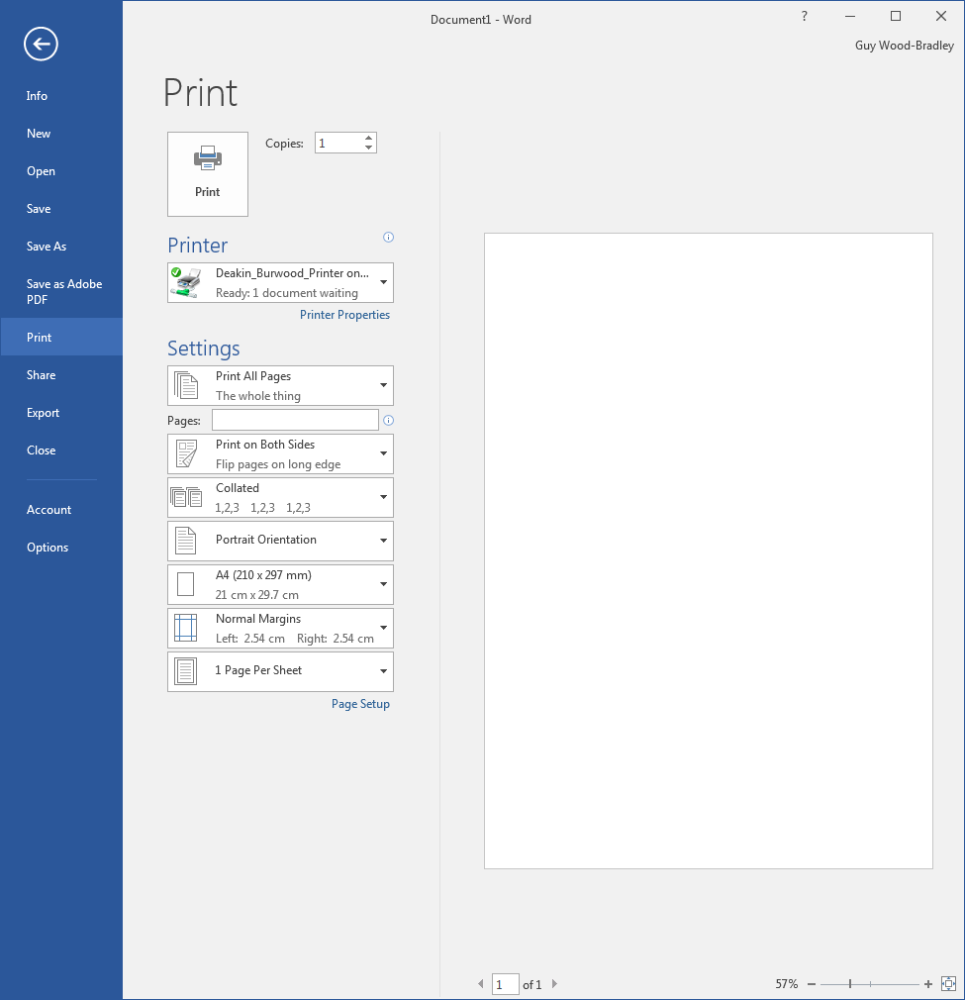 Document1 - Word
?
Guy Wood-Bradley
Info
New
Open
Save
Save As
Save as Adobe
PDF
Print
Share
Export
Close
Account
Options
Print
Print
Copies: 1
Printer
Deakin_Burwood_Printer on...
Ready: 1 document waiting
Printer Properties
Settings
Print All Pages
The whole thing
Pages:
Print on Both Sides
Flip pages on long edge
Collated
1,2,3 1,2,3 1,2,3
Portrait Orientation
A4 (210 x 297 mm)
21 cm x 29.7 cm
Normal Margins
Left: 2.54 cm Right: 2.54 cm
1 Page Per Sheet
Page Setup
1 of 1
57%